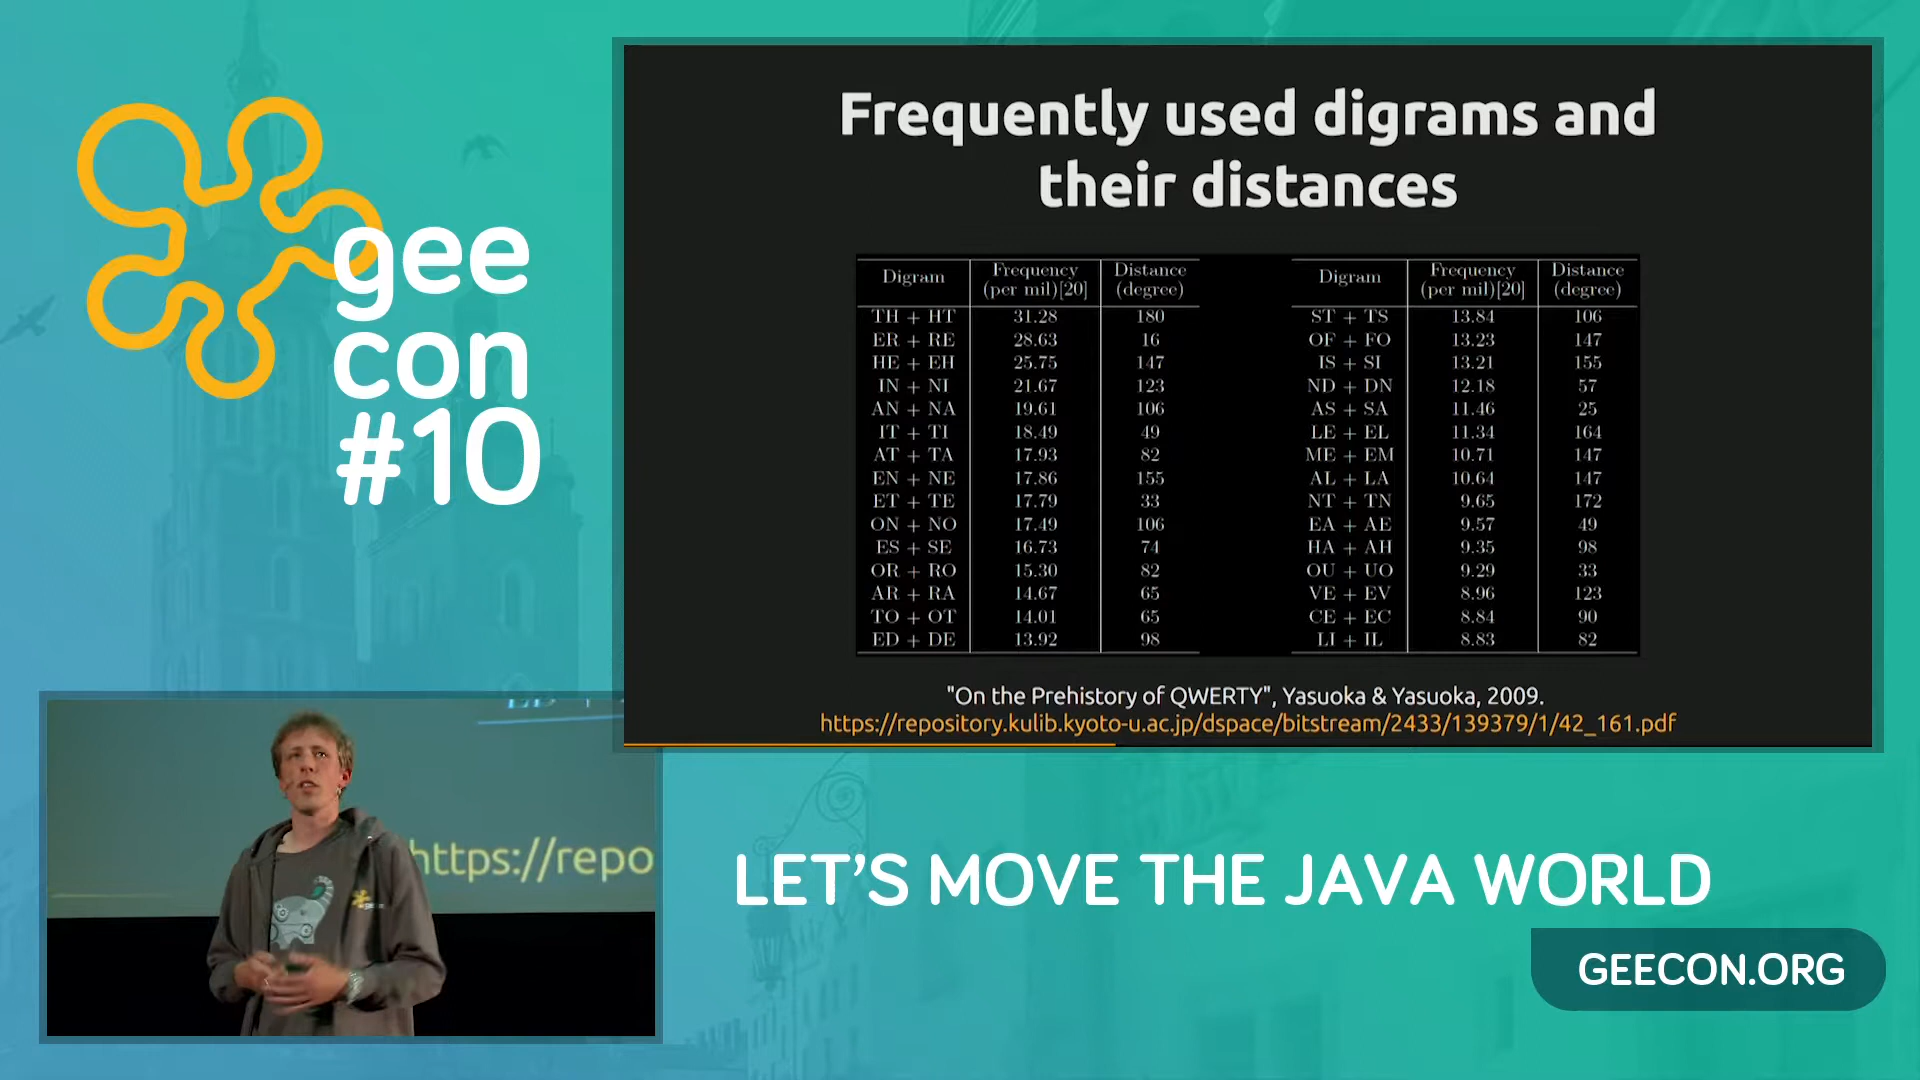 gee
con
#10
Frequently used digrams and
their distances
Digram Frequency (per mil)[20] Distance (degree) Digram Frequency (per mil)[20] Distance (degree)
TH + HT 31.28 180 ST + TS 13.84 106
ER + RE 28.63 16 OF + FO 13.23 147
HE + EH 25.75 147 IS + SI 13.21 155
IN + NI 21.67 123 ND + DN 12.18 57
AN + NA 19.61 106 AS + SA 11.46 25
IT + TI 18.49 49 LE + EL 11.34 164
AT + TA 17.93 82 ME + EM 10.71 147
EN + NE 17.86 155 AL + LA 10.64 147
ET + TE 17.79 33 NT + TN 9.65 172
ON + NO 17.49 106 EA + AE 9.57 49
ES + SE 16.73 74 HA + AH 9.35 98
OR + RO 15.30 82 OU + UO 9.29 33
AR + RA 14.67 65 VE + EV 8.96 123
TO + OT 14.01 65 CE + EC 8.84 90
ED + DE 13.92 98 LI + IL 8.83 82
"On the Prehistory of QWERTY", Yasuoka & Yasuoka, 2009.
https://repository.kulib.kyoto-u.ac.jp/dspace/bitstream/2433/139379/1/42_161.pdf
https://repo
LET'S MOVE THE JAVA WORLD
GEECON.ORG